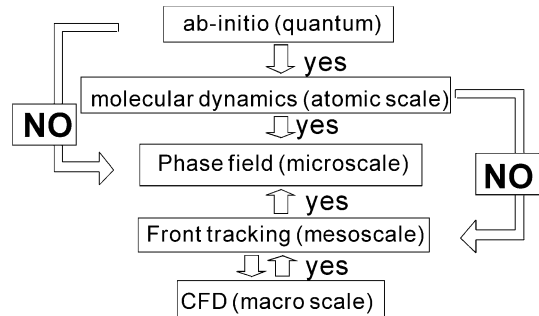 ab-initio (quantum)
yes
molecular dynamics (atomic scale)
NO
yes
Phase field (microscale)
NO
yes
Front tracking (mesoscale)
yes
CFD (macro scale)